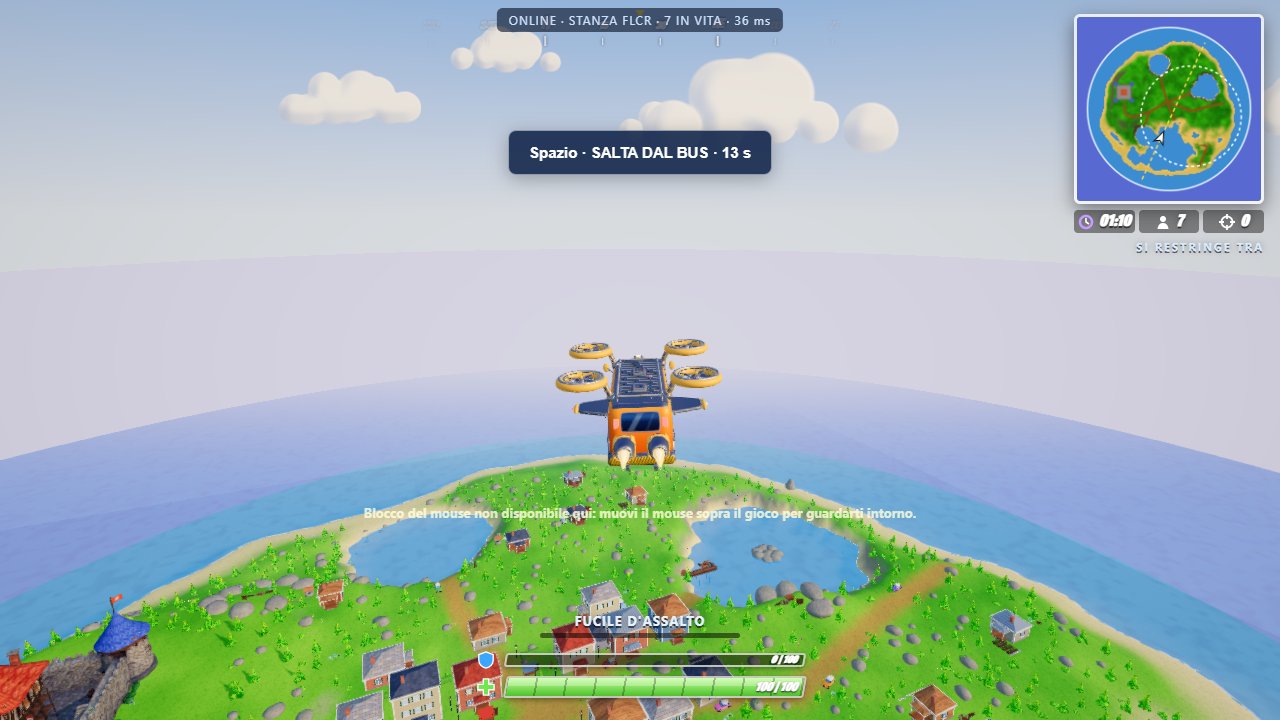 ONLINE · STANZA FLCR · 7 IN VITA · 36 ms
Spazio · SALTA DAL BUS · 13 s
01:10
7
0
SI RESTRINGE TRA
Blocco del mouse non disponibile qui: muovi il mouse sopra il gioco per guardarti intorno.
FUCILE D'ASSALTO
0/100
100/100